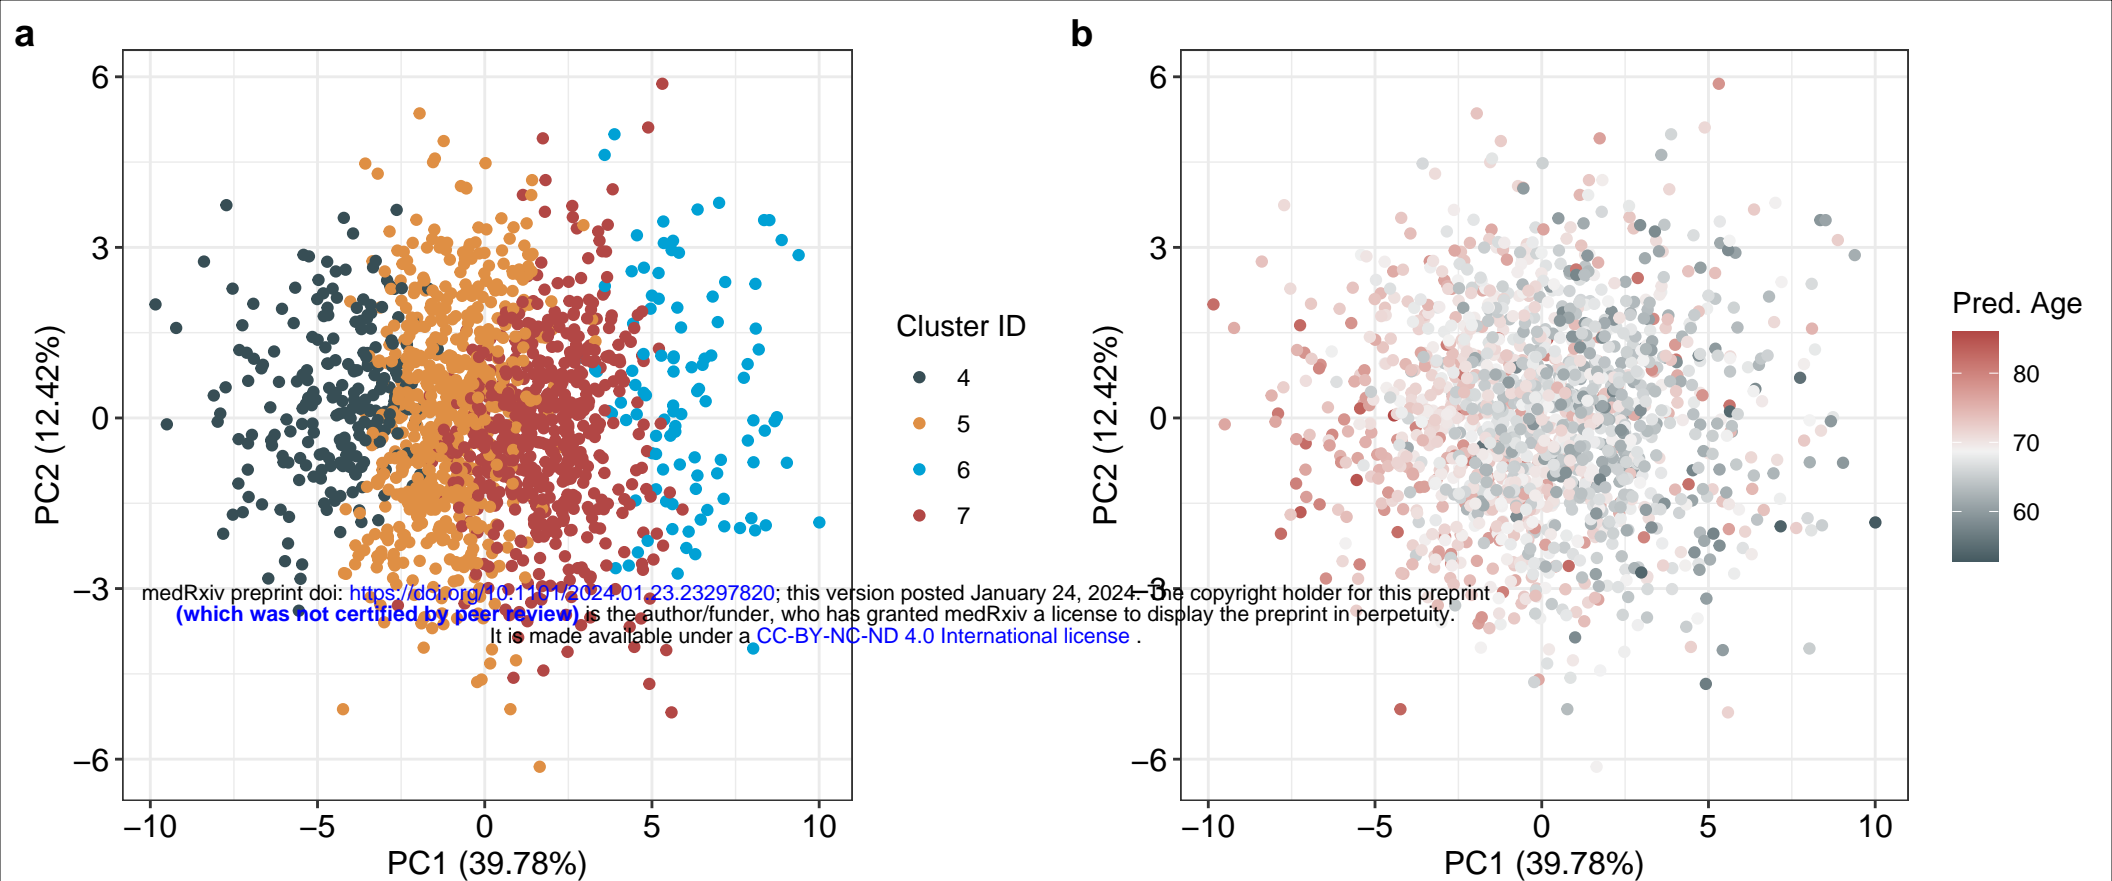 a
6
3
0
−3
−6
PC2 (12.42%)
−10 −5 0 5 10
PC1 (39.78%)
Cluster ID
4
5
6
7
b
6
3
0
−3
−6
PC2 (12.42%)
−10 −5 0 5 10
PC1 (39.78%)
Pred. Age
80
70
60
medRxiv preprint doi: https://doi.org/10.1101/2024.01.23.23297820; this version posted January 24, 2024. The copyright holder for this preprint
(which was not certified by peer review) is the author/funder, who has granted medRxiv a license to display the preprint in perpetuity.
It is made available under a CC-BY-NC-ND 4.0 International license .